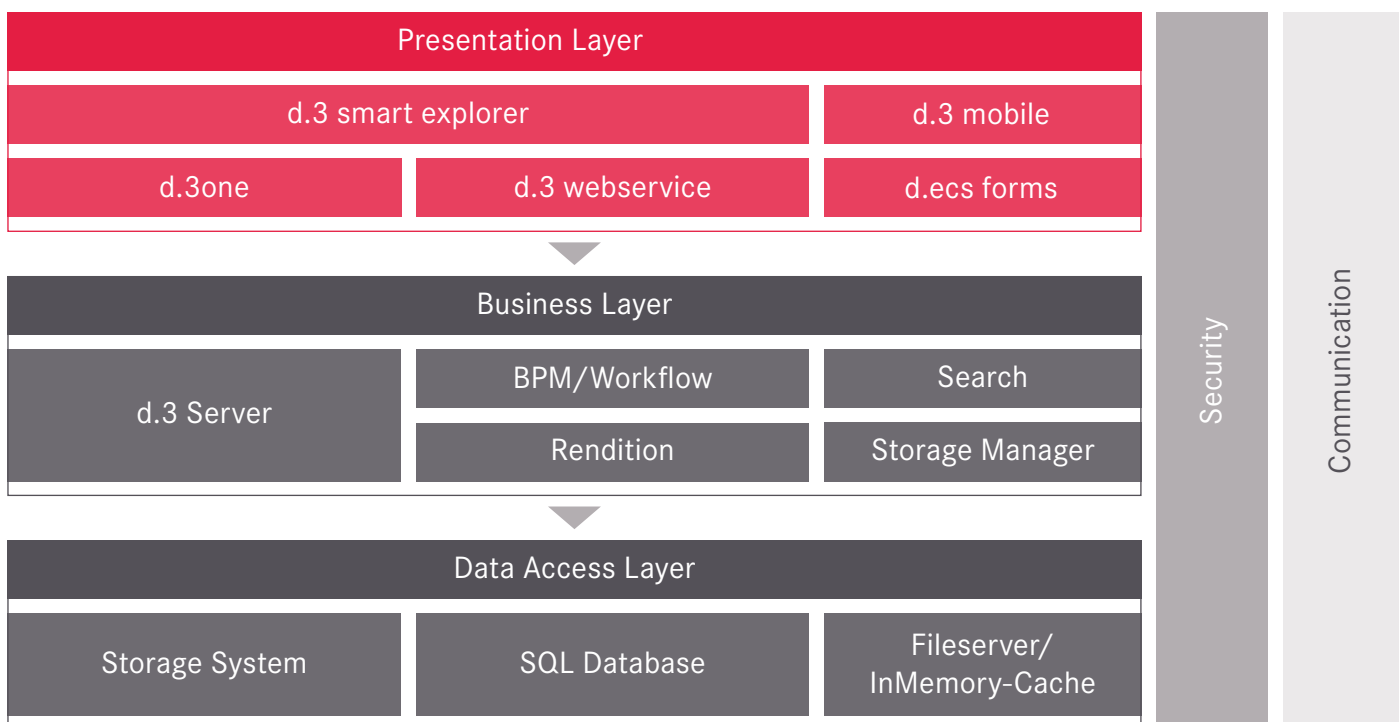 Presentation Layer
d.3 smart explorer
d.3 mobile
d.3one
d.3 webservice
d.ecs forms
Business Layer
d.3 Server
BPM/Workflow
Search
Rendition
Storage Manager
Data Access Layer
Storage System
SQL Database
Fileserver/
InMemory-Cache
Security
Communication